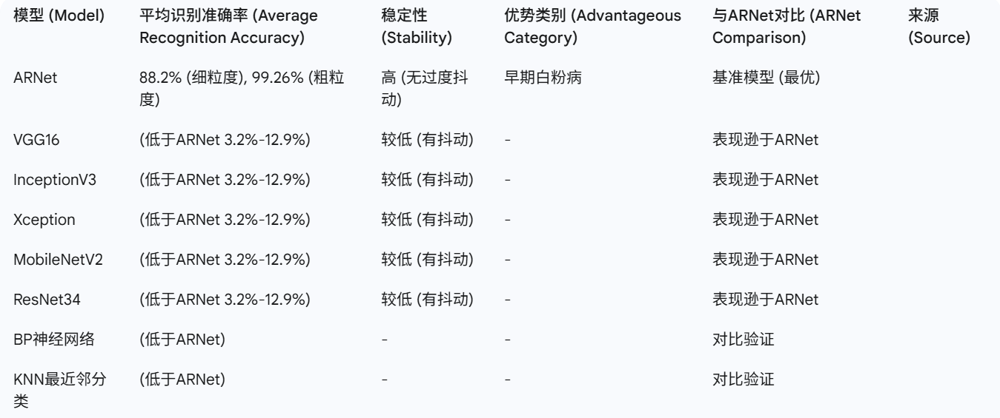 模型 (Model) 平均识别准确率 (Average Recognition Accuracy) 稳定性 (Stability) 优势类别 (Advantageous Category) 与ARNet对比 (ARNet Comparison) 来源 (Source)
ARNet 88.2% (细粒度), 99.26% (粗粒度) 高 (无过度抖动) 早期白粉病 基准模型 (最优)
VGG16 (低于ARNet 3.2%-12.9%) 较低 (有抖动) - 表现逊于ARNet
InceptionV3 (低于ARNet 3.2%-12.9%) 较低 (有抖动) - 表现逊于ARNet
Xception (低于ARNet 3.2%-12.9%) 较低 (有抖动) - 表现逊于ARNet
MobileNetV2 (低于ARNet 3.2%-12.9%) 较低 (有抖动) - 表现逊于ARNet
ResNet34 (低于ARNet 3.2%-12.9%) 较低 (有抖动) - 表现逊于ARNet
BP神经网络 (低于ARNet) - - 对比验证
KNN最近邻分类 (低于ARNet) - - 对比验证